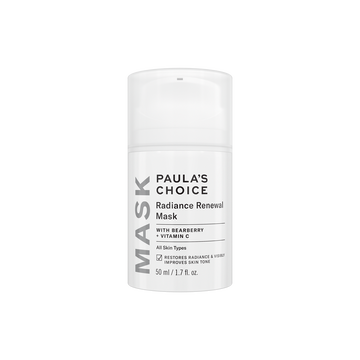 MASK
PAULA'S
CHOICE
Radiance Renewal
Mask
WITH BEARBERRY
+ VITAMIN C
All Skin Types
RESTORES RADIANCE & VISIBLY
IMPROVES SKIN TONE
50 ml / 1.7 fl. oz.